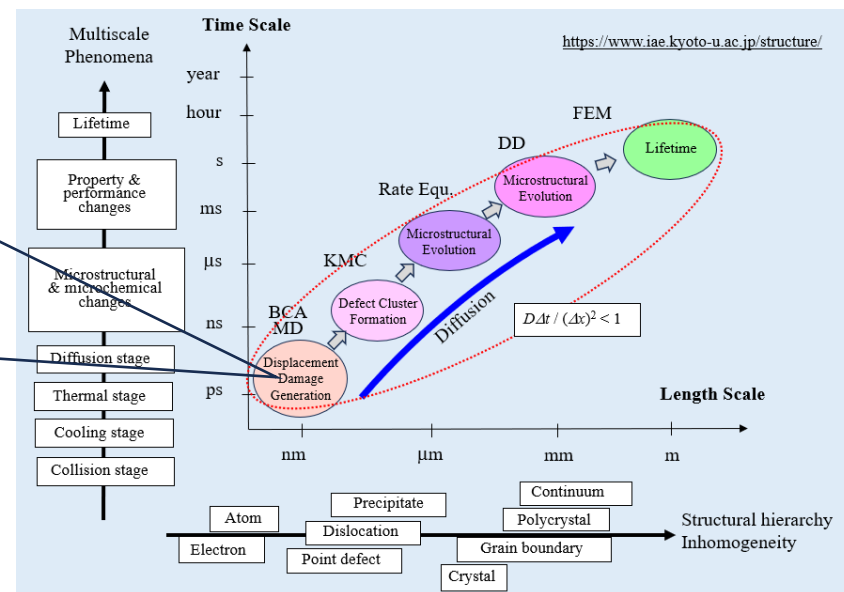 Multiscale
Phenomena
Lifetime
Property &
performance
changes
Microstructural
& microchemical
changes
Diffusion stage
Thermal stage
Cooling stage
Collision stage
Time Scale
https://www.iae.kyoto-u.ac.jp/structure/
year
hour
s
ms
μs
ns
ps
FEM
Lifetime
DD
Microstructural
Evolution
Rate Equ.
Microstructural
Evolution
KMC
Defect Cluster
Formation
BCA
MD
Displacement
Damage
Generation
Diffusion
DΔt / (Δx)² < 1
Length Scale
nm
μm
mm
m
Continuum
Precipitate
Polycrystal
Atom
Dislocation
Electron
Grain boundary
Point defect
Crystal
Structural hierarchy
Inhomogeneity